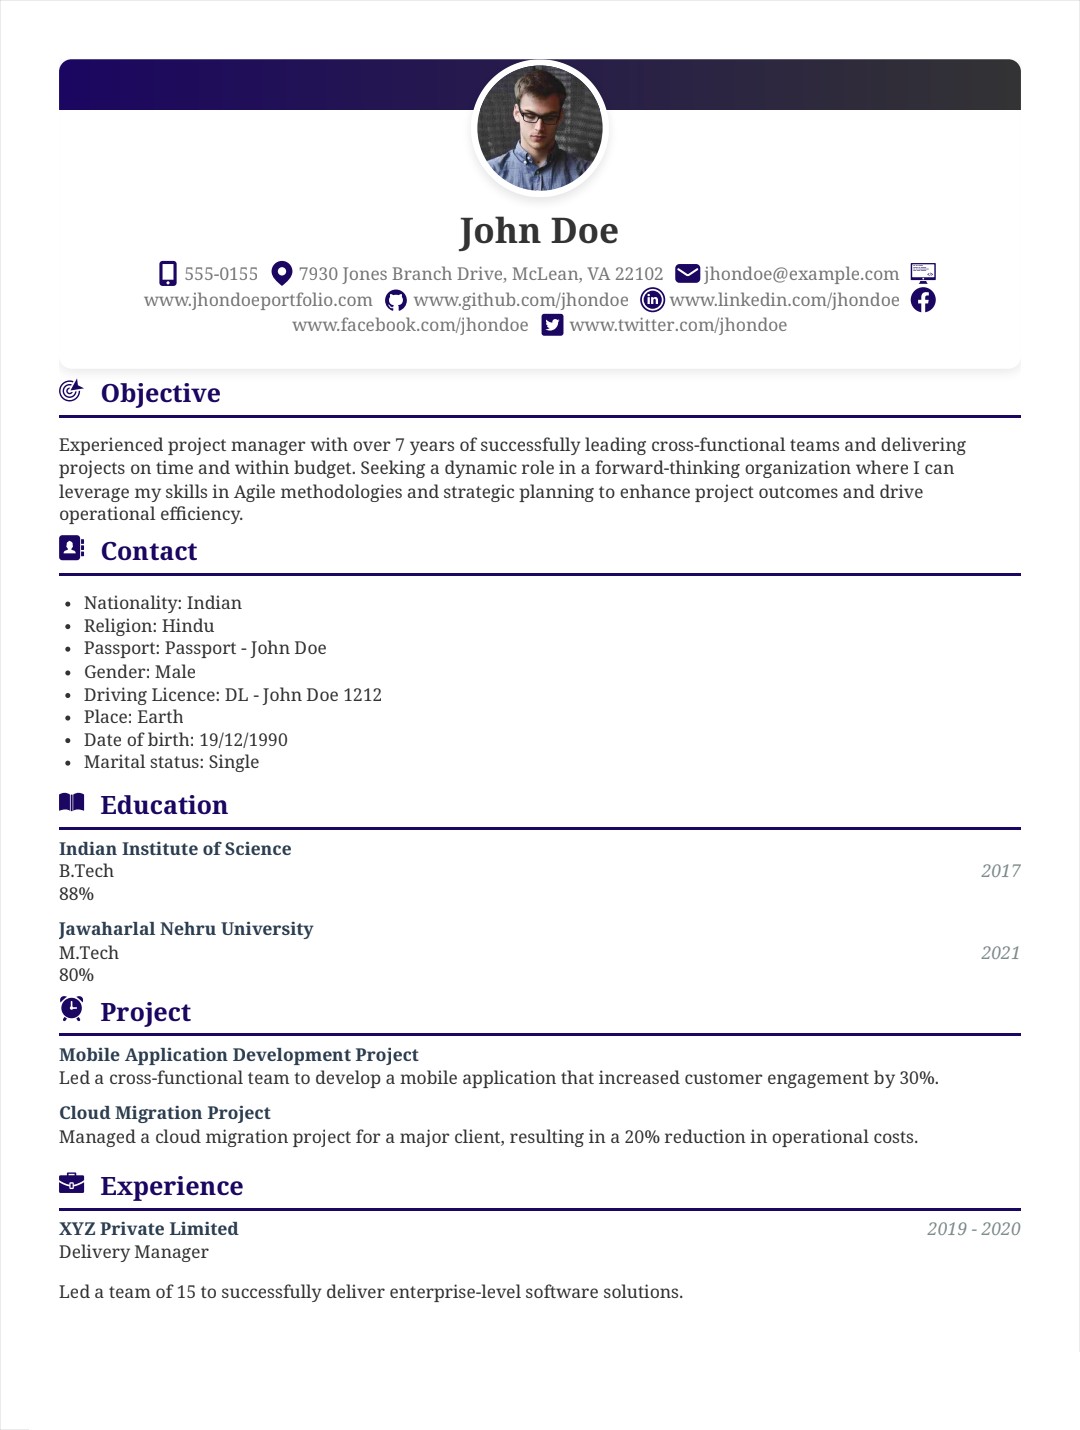 John Doe
555-0155 7930 Jones Branch Drive, McLean, VA 22102 jhondoe@example.com
www.jhondoeportfolio.com www.github.com/jhondoe www.linkedin.com/jhondoe
www.facebook.com/jhondoe www.twitter.com/jhondoe
Objective
Experienced project manager with over 7 years of successfully leading cross-functional teams and delivering
projects on time and within budget. Seeking a dynamic role in a forward-thinking organization where I can
leverage my skills in Agile methodologies and strategic planning to enhance project outcomes and drive
operational efficiency.
Contact
• Nationality: Indian
• Religion: Hindu
• Passport: Passport - John Doe
• Gender: Male
• Driving Licence: DL - John Doe 1212
• Place: Earth
• Date of birth: 19/12/1990
• Marital status: Single
Education
Indian Institute of Science
B.Tech 2017
88%
Jawaharlal Nehru University
M.Tech 2021
80%
Project
Mobile Application Development Project
Led a cross-functional team to develop a mobile application that increased customer engagement by 30%.
Cloud Migration Project
Managed a cloud migration project for a major client, resulting in a 20% reduction in operational costs.
Experience
XYZ Private Limited 2019 - 2020
Delivery Manager
Led a team of 15 to successfully deliver enterprise-level software solutions.